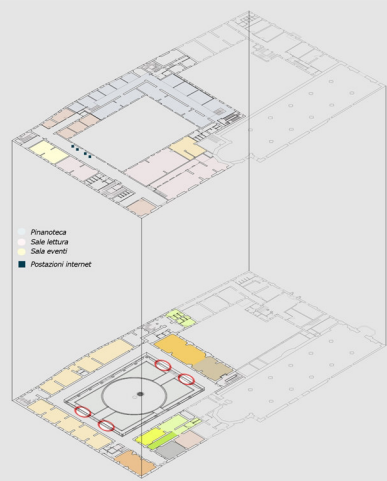 Pinanoteca
Sale lettura
Sala eventi
Postazioni internet